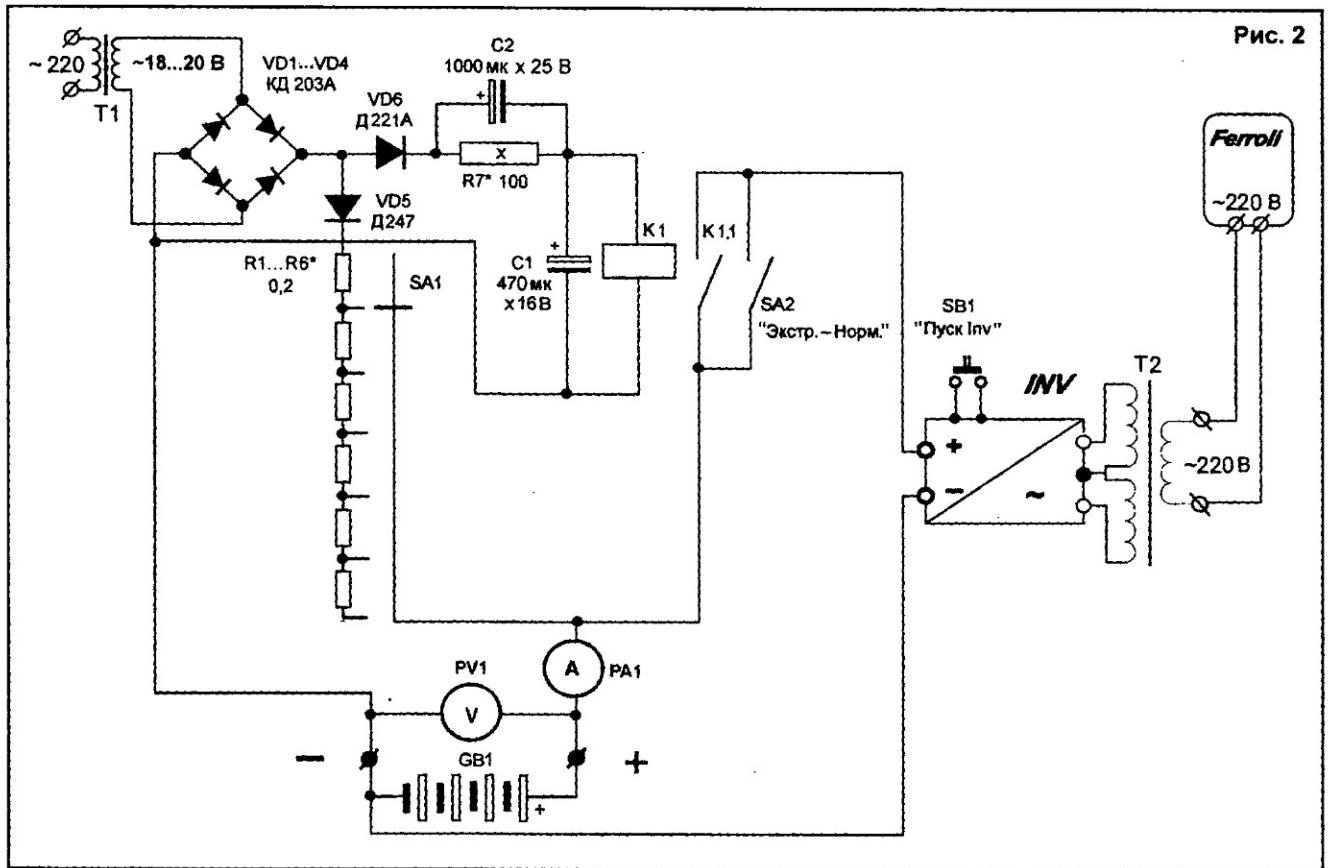 Рис. 2
~ 220
~18...20 В
T1
VD1...VD4
КД 203А
C2
1000 мк x 25 В
+
VD6
Д 221А
x
R7* 100
VD5
Д247
R1...R6*
0,2
SA1
+
C1
470 мк
x 16 В
K1
K1,1
SA2
"Экстр.–Норм."
SB1
"Пуск Inv"
INV
+
–
~
T2
~220 В
Ferroli
~220 В
PV1
V
A
PA1
–
GB1
+
+